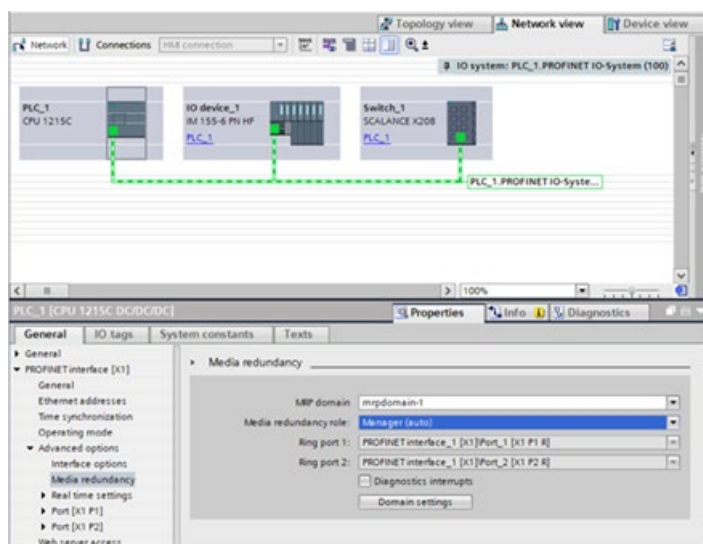 Topology view Network view Device view
Network Connections HMI connection
IO system: PLC_1.PROFINET IO-System (100)
PLC_1
CPU 1215C
IO device_1
IM 155-6 PN HF
PLC_1
Switch_1
SCALANCE X208
PLC_1
PLC_1.PROFINET IO-Syste...
100%
PLC_1 [CPU 1215C DC/DC/DC]
Properties Info Diagnostics
General IO tags System constants Texts
General
PROFINET interface [X1]
General
Ethernet addresses
Time synchronization
Operating mode
Advanced options
Interface options
Media redundancy
Real time settings
Port [X1 P1]
Port [X1 P2]
Web server access
Media redundancy
MRP domain mrpdomain-1
Media redundancy role: Manager (auto)
Ring port 1: PROFINET interface_1 [X1]\Port_1 [X1 P1 R]
Ring port 2: PROFINET interface_1 [X1]\Port_2 [X1 P2 R]
Diagnostics interrupts
Domain settings